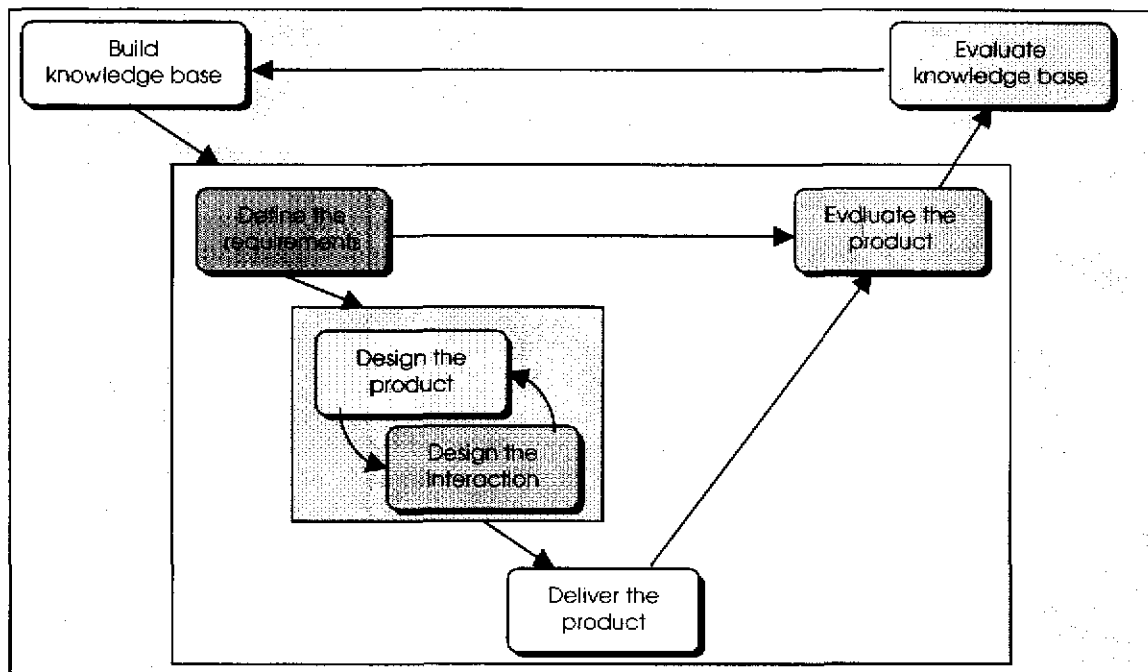 Build
knowledge base
Evaluate
knowledge base
Define the
requirements
Evaluate the
product
Design the
product
Design the
interaction
Deliver the
product